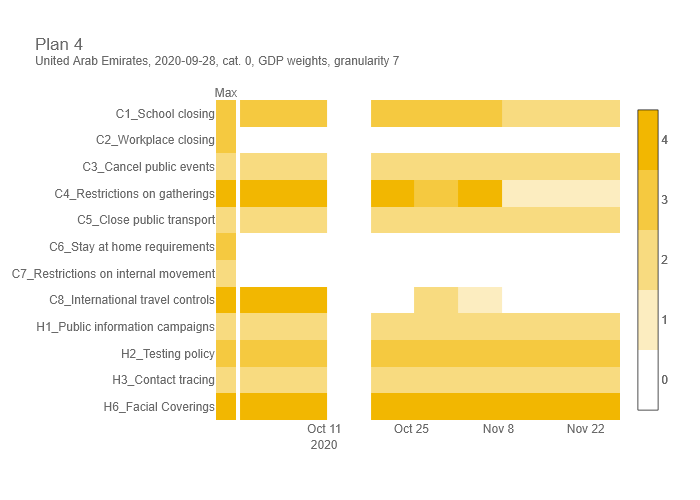 Plan 4
United Arab Emirates, 2020-09-28, cat. 0, GDP weights, granularity 7
Max
C1_School closing
C2_Workplace closing
C3_Cancel public events
C4_Restrictions on gatherings
C5_Close public transport
C6_Stay at home requirements
C7_Restrictions on internal movement
C8_International travel controls
H1_Public information campaigns
H2_Testing policy
H3_Contact tracing
H6_Facial Coverings
Oct 11
2020
Oct 25
Nov 8
Nov 22
4
3
2
1
0